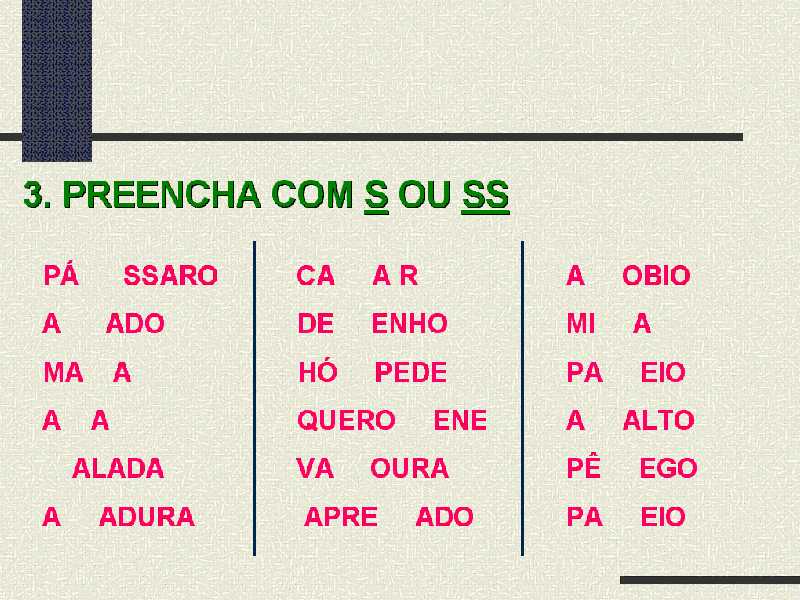 3. PREENCHA COM S OU SS
PÁ SSARO
A ADO
MA A
A A
ALADA
A ADURA
CA A R
DE ENHO
HÓ PEDE
QUERO ENE
VA OURA
APRE ADO
A OBIO
MI A
PA EIO
A ALTO
PÊ EGO
PA EIO